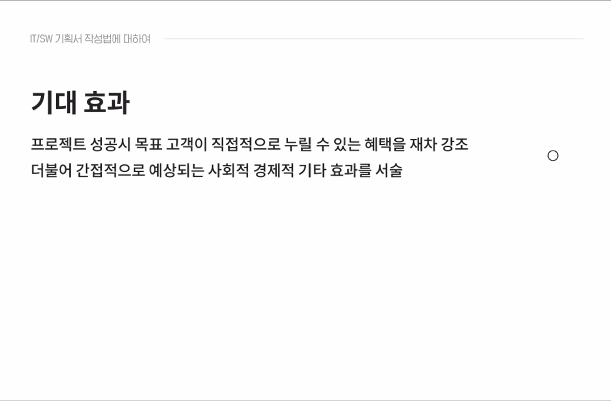 IT/SW 기획서 작성법에 대하여
기대 효과
프로젝트 성공시 목표 고객이 직접적으로 누릴 수 있는 혜택을 재차 강조
더불어 간접적으로 예상되는 사회적 경제적 기타 효과를 서술